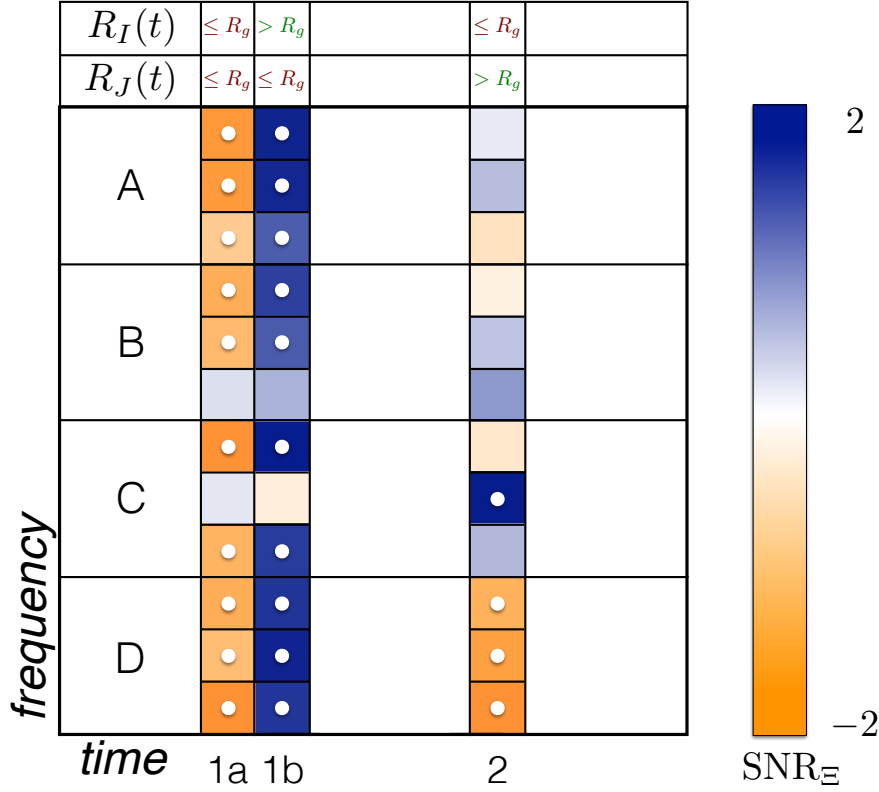 R_I(t) ≤ R_g > R_g ≤ R_g
R_J(t) ≤ R_g ≤ R_g > R_g
A
B
C
D
frequency
time
1a 1b 2
2
−2
SNR_Ξ